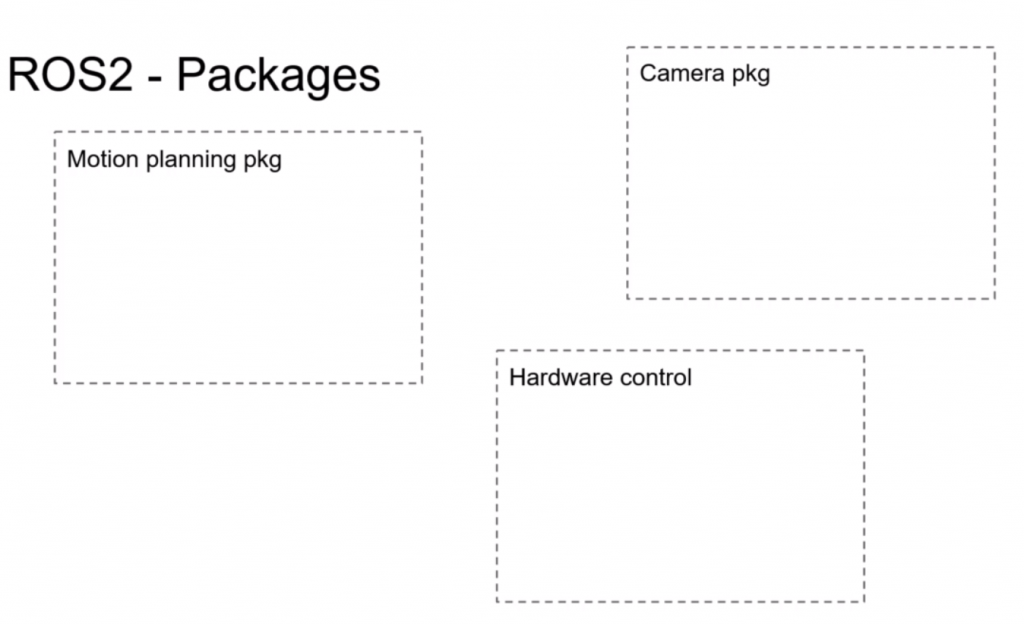 ROS2 - Packages
Camera pkg
Motion planning pkg
Hardware control